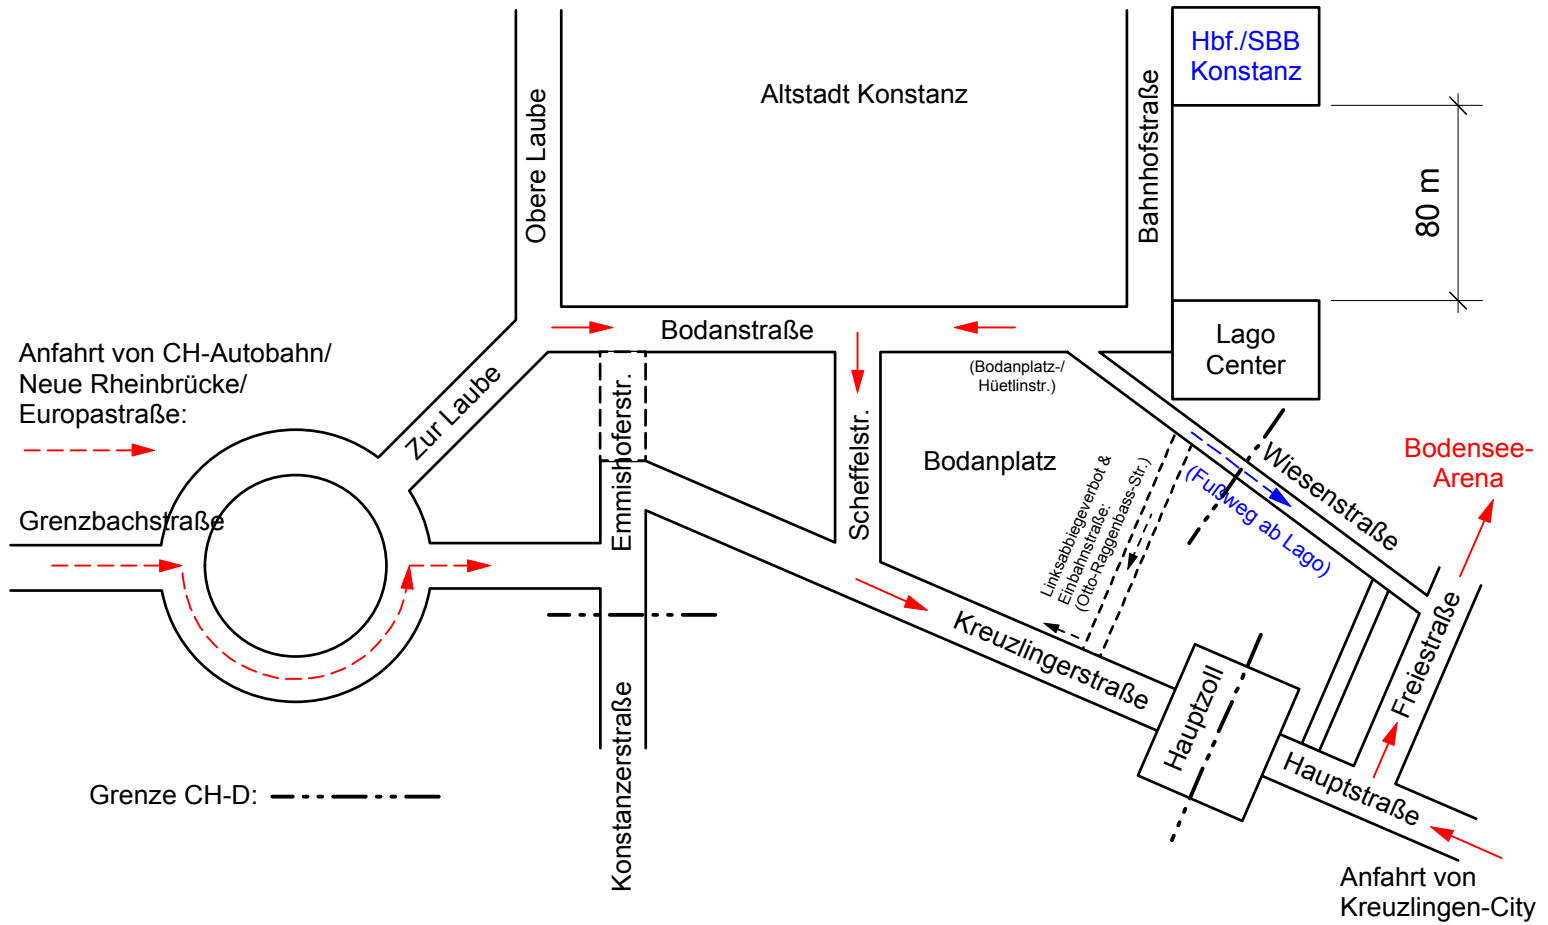 Hbf./SBB
Konstanz
Altstadt Konstanz
Obere Laube
Bahnhofstraße
80 m
Bodanstraße
Lago
Center
Anfahrt von CH-Autobahn/
Neue Rheinbrücke/
Europastraße:
(Bodanplatz-/
Hüetlinstr.)
Zur Laube
Emmishoferstr.
Scheffelstr.
Bodanplatz
Linksabbiegeverbot &
Einbahnstraße:
(Otto-Raggenbass-Str.)
Wiesenstraße
(Fußweg ab Lago)
Bodensee-
Arena
Grenzbachstraße
Kreuzlingerstraße
Freiestraße
Hauptzoll
Hauptstraße
Konstanzerstraße
Grenze CH-D:
Anfahrt von
Kreuzlingen-City